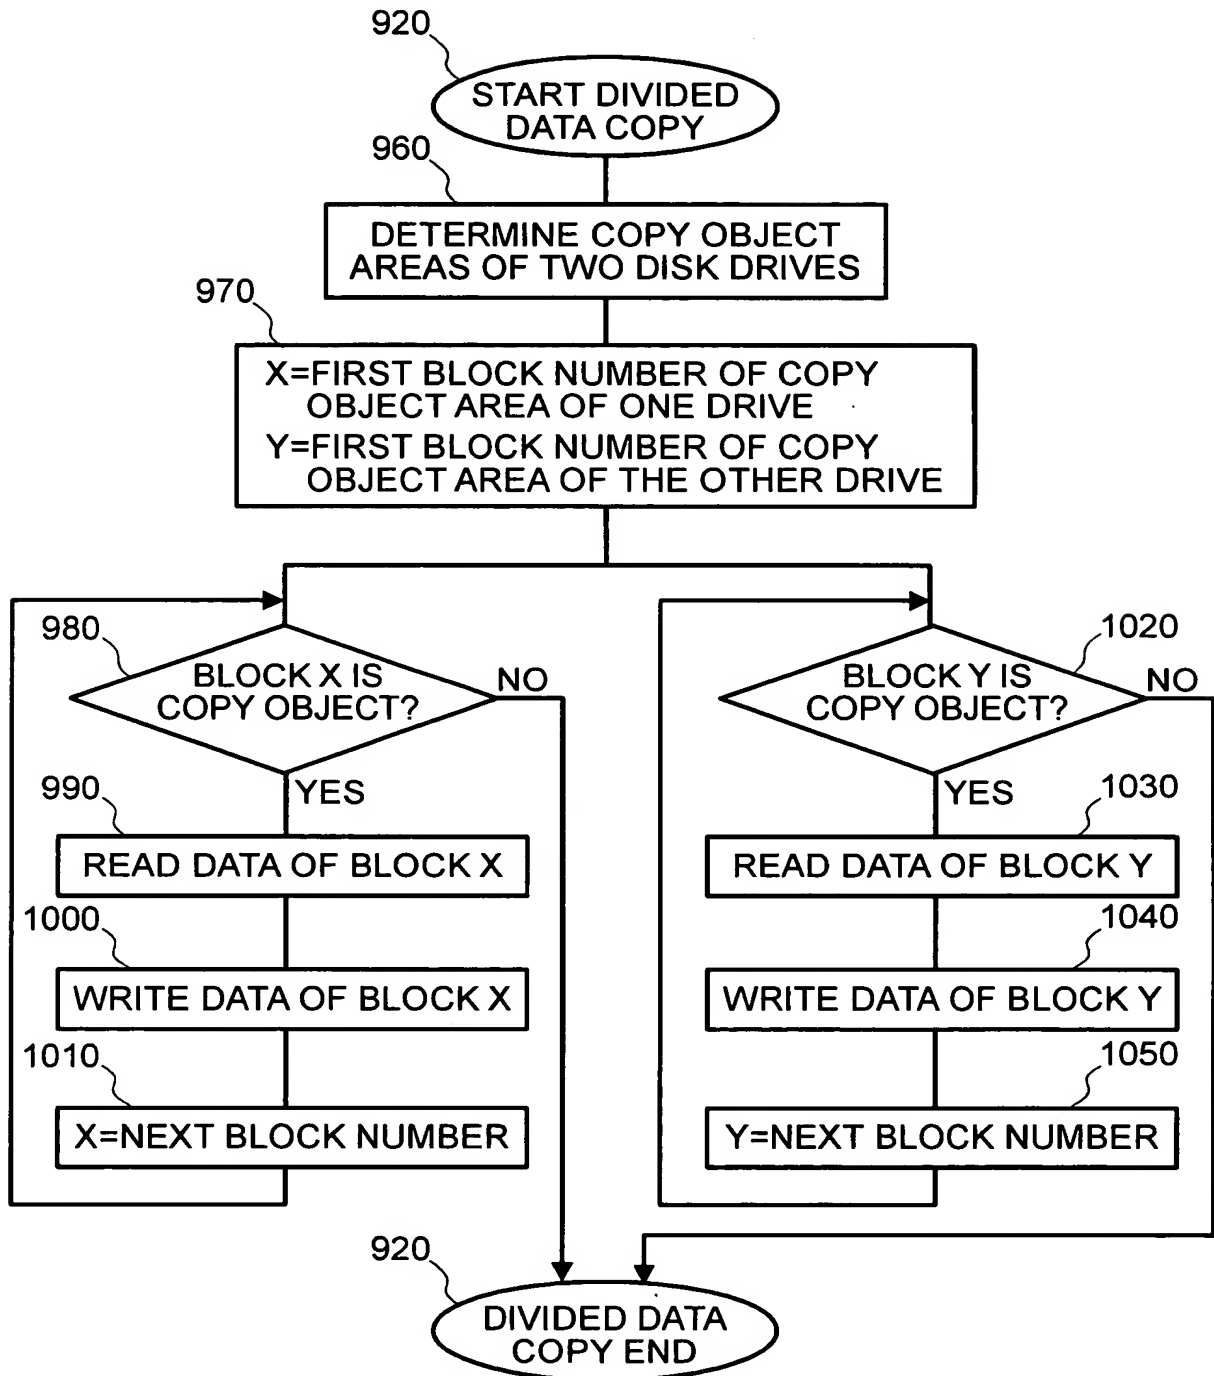 920
START DIVIDED
DATA COPY
960
DETERMINE COPY OBJECT
AREAS OF TWO DISK DRIVES
970
X=FIRST BLOCK NUMBER OF COPY
OBJECT AREA OF ONE DRIVE
Y=FIRST BLOCK NUMBER OF COPY
OBJECT AREA OF THE OTHER DRIVE
980
BLOCK X IS
COPY OBJECT?
NO
YES
990
READ DATA OF BLOCK X
1000
WRITE DATA OF BLOCK X
1010
X=NEXT BLOCK NUMBER
1020
BLOCK Y IS
COPY OBJECT?
NO
YES
1030
READ DATA OF BLOCK Y
1040
WRITE DATA OF BLOCK Y
1050
Y=NEXT BLOCK NUMBER
920
DIVIDED DATA
COPY END